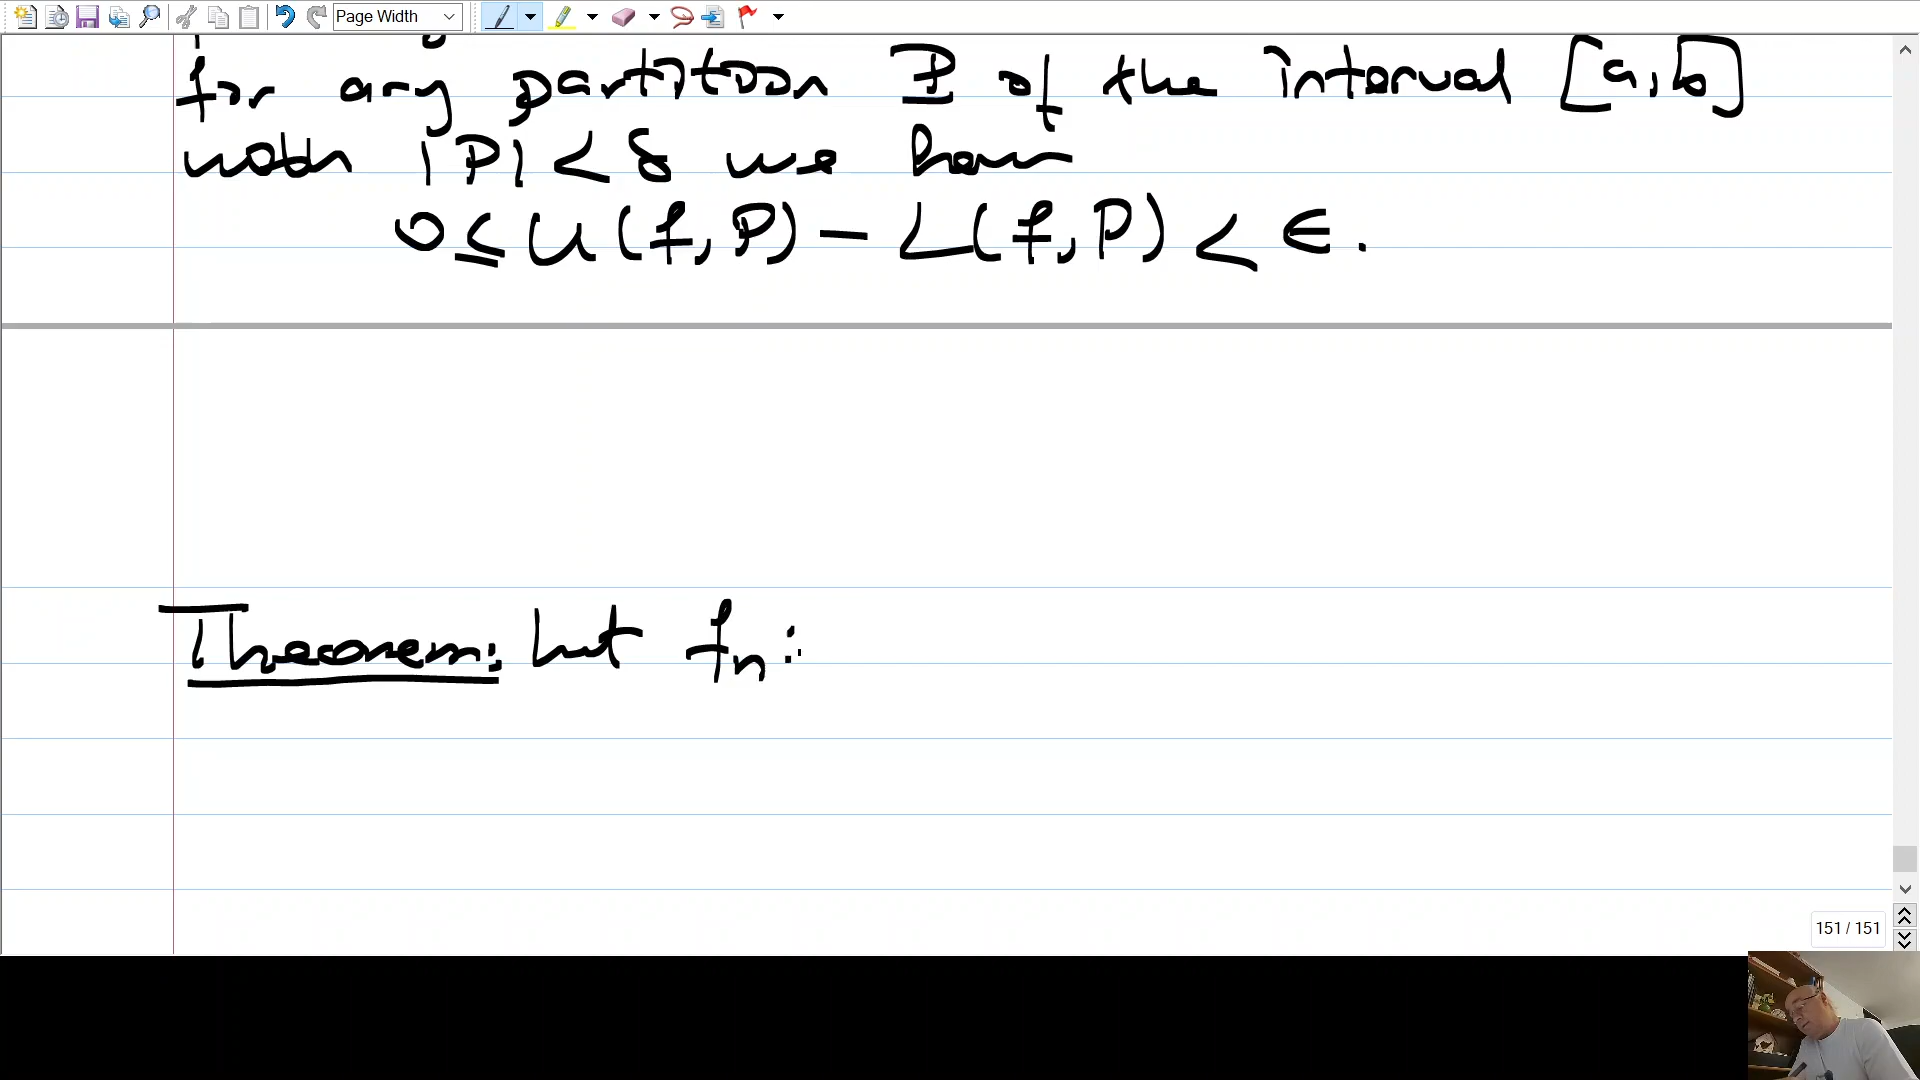 Page Width
for any partition P of the interval [a,b]
with |P| < δ we have
0 ≤ U(f,P) - L(f,P) < ϵ.
Theorem: Let fn:
151 / 151